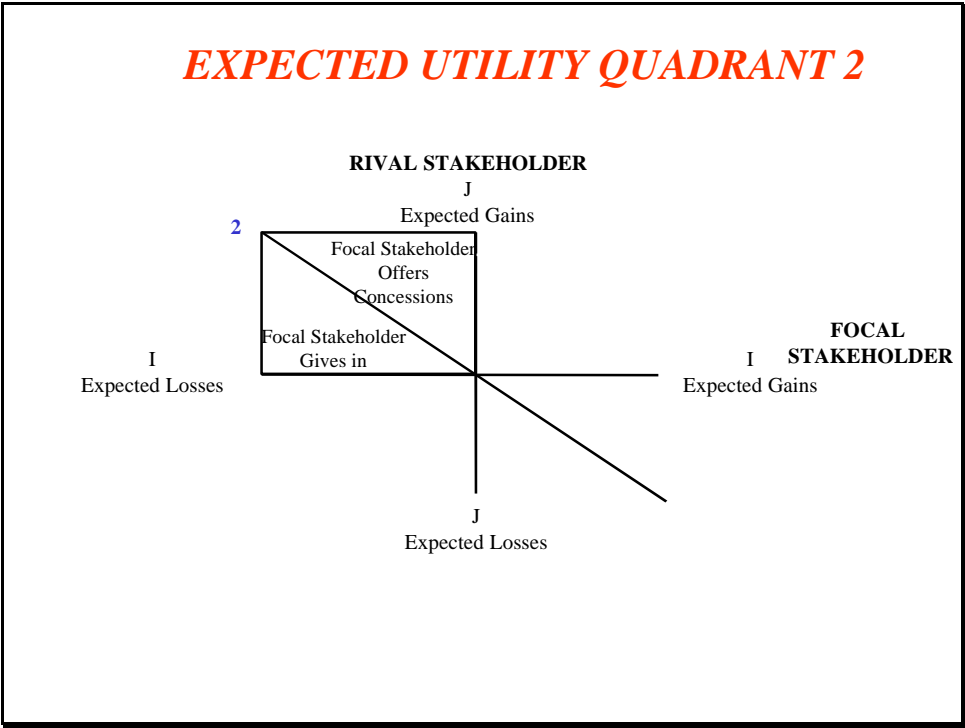 EXPECTED UTILITY QUADRANT 2
RIVAL STAKEHOLDER
J
Expected Gains
2
Focal Stakeholder
Offers
Concessions
Focal Stakeholder
Gives in
I
Expected Losses
FOCAL
STAKEHOLDER
I
Expected Gains
J
Expected Losses